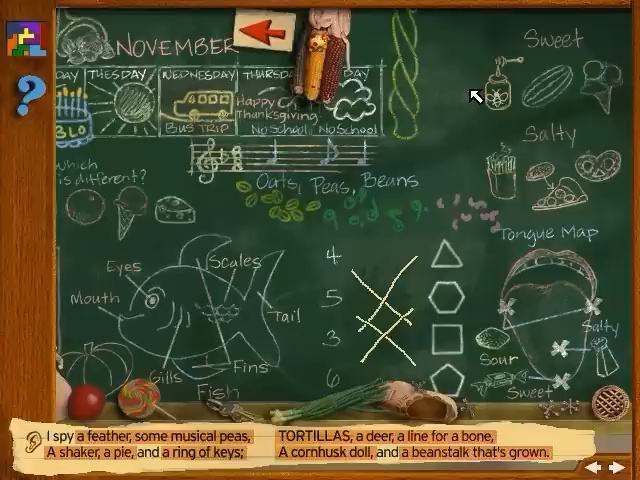 NOVEMBER
DAY TUESDAY WEDNESDAY THURSD DAY
BLO
BUS TRIP
Happy
Thanksgiving
No School
No School
Sweet
Salty
which
is different?
Oats, Peas, Beans
Tongue Map
Eyes
Scales
Mouth
Tail
Gills
Fins
Fish
4
5
3
6
Salty
Sour
Sweet
?
I spy a feather, some musical peas,
A shaker, a pie, and a ring of keys;
TORTILLAS, a deer, a line for a bone,
A cornhusk doll, and a beanstalk that's grown.